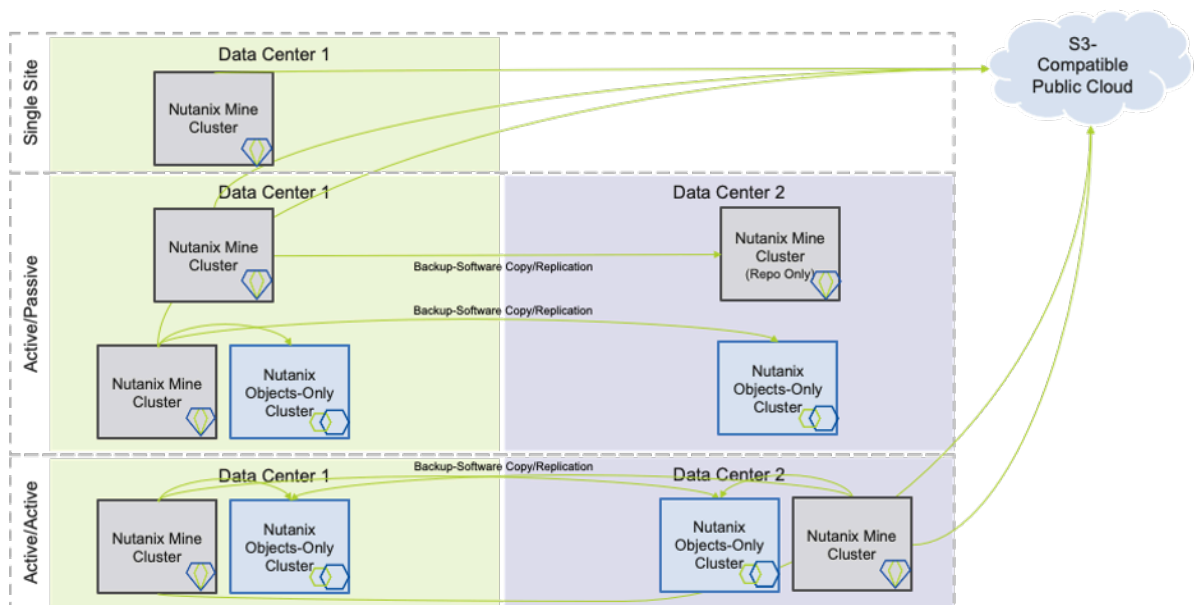 Data Center 1
S3-
Compatible
Public Cloud
Single Site
Nutanix Mine
Cluster
Data Center 1
Data Center 2
Active/Passive
Nutanix Mine
Cluster
Nutanix Mine
Cluster
(Repo Only)
Backup-Software Copy/Replication
Backup-Software Copy/Replication
Nutanix Mine
Cluster
Nutanix
Objects-Only
Cluster
Nutanix
Objects-Only
Cluster
Backup-Software Copy/Replication
Data Center 1
Data Center 2
Active/Active
Nutanix Mine
Cluster
Nutanix
Objects-Only
Cluster
Nutanix
Objects-Only
Cluster
Nutanix Mine
Cluster